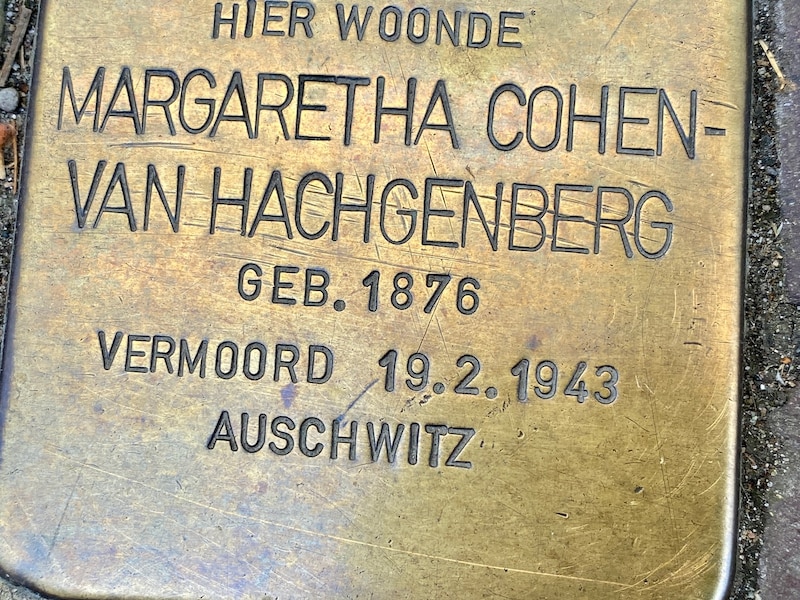 HIER WOONDE
MARGARETHA COHEN-
VAN HACHGENBERG
GEB. 1876
VERMOORD 19.2.1943
AUSCHWITZ